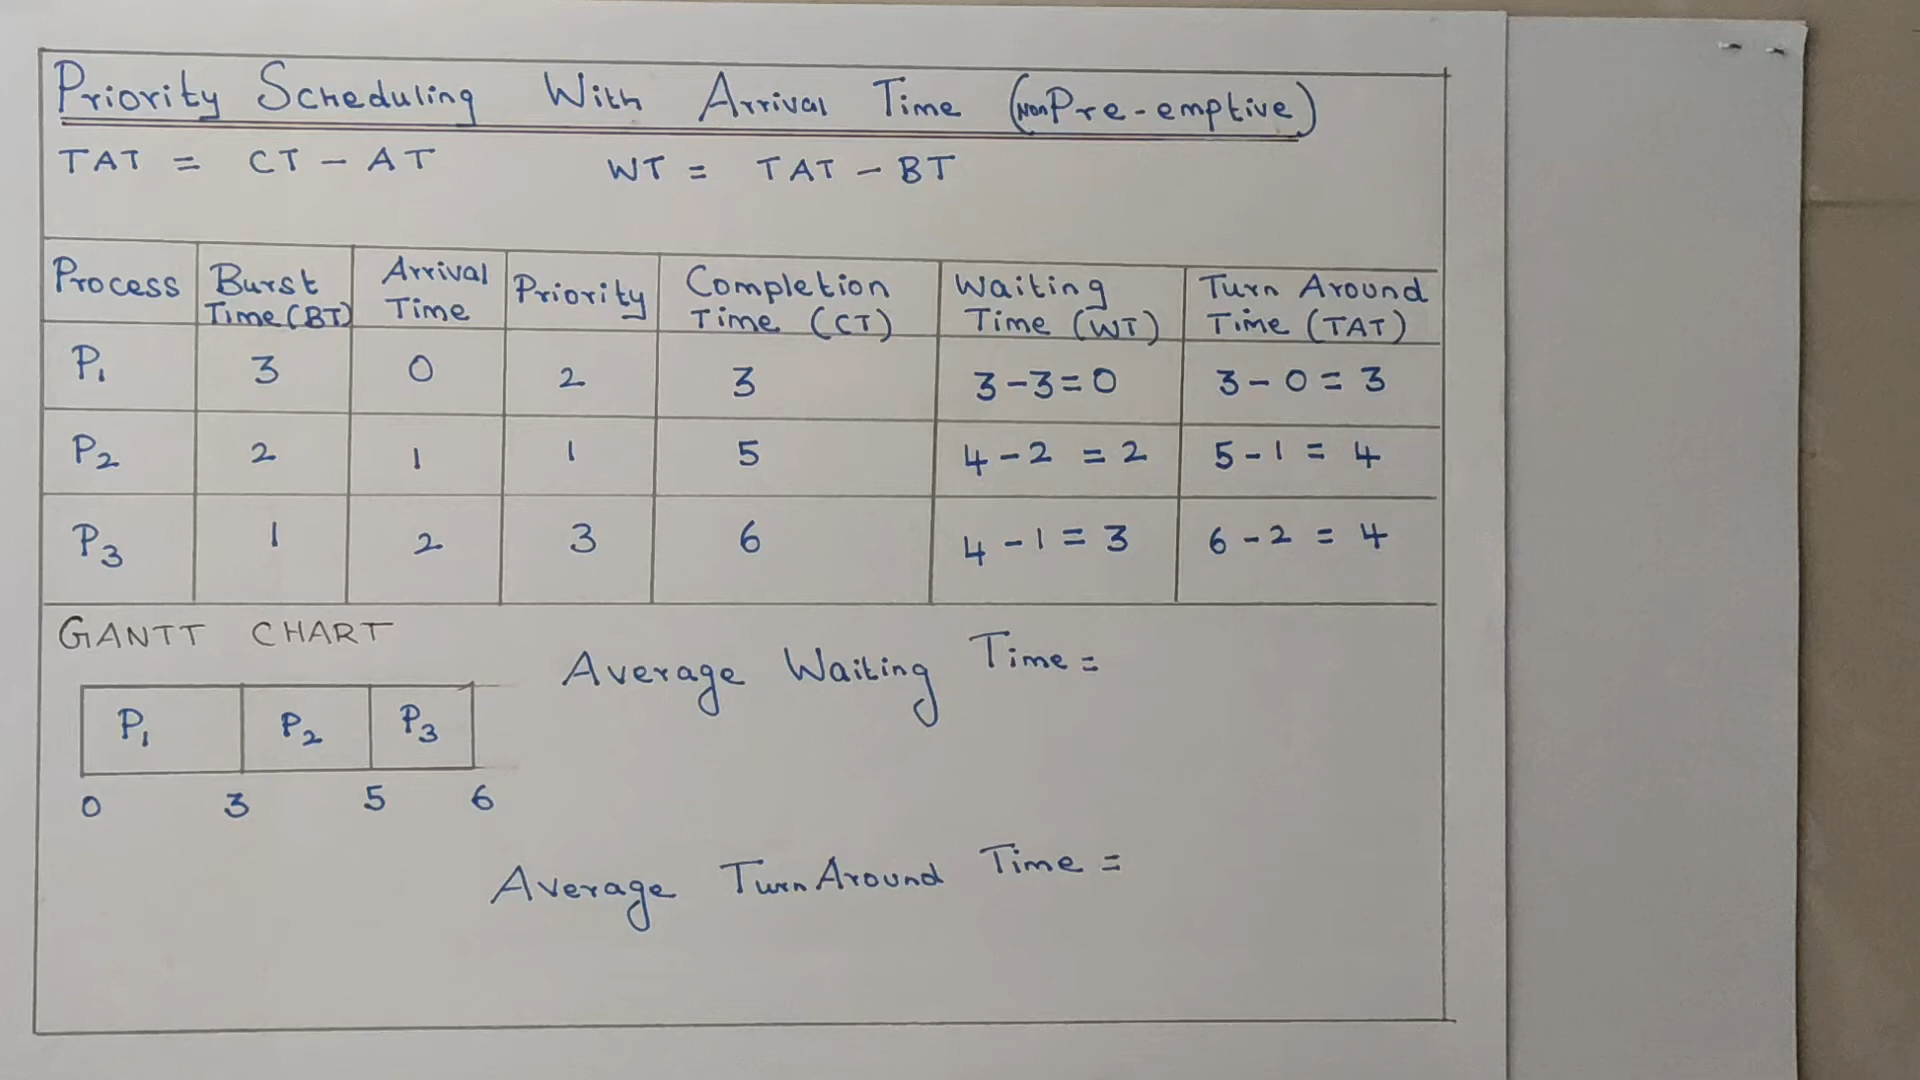 Priority Scheduling With Arrival Time (Non Pre-emptive)
TAT = CT - AT WT = TAT - BT
Process Burst Time (BT) Arrival Time Priority Completion Time (CT) Waiting Time (WT) Turn Around Time (TAT)
P1 3 0 2 3 3-3=0 3-0=3
P2 2 1 1 5 4-2=2 5-1=4
P3 1 2 3 6 4-1=3 6-2=4
GANTT CHART
Average Waiting Time =
P1 P2 P3
0 3 5 6
Average Turn Around Time =